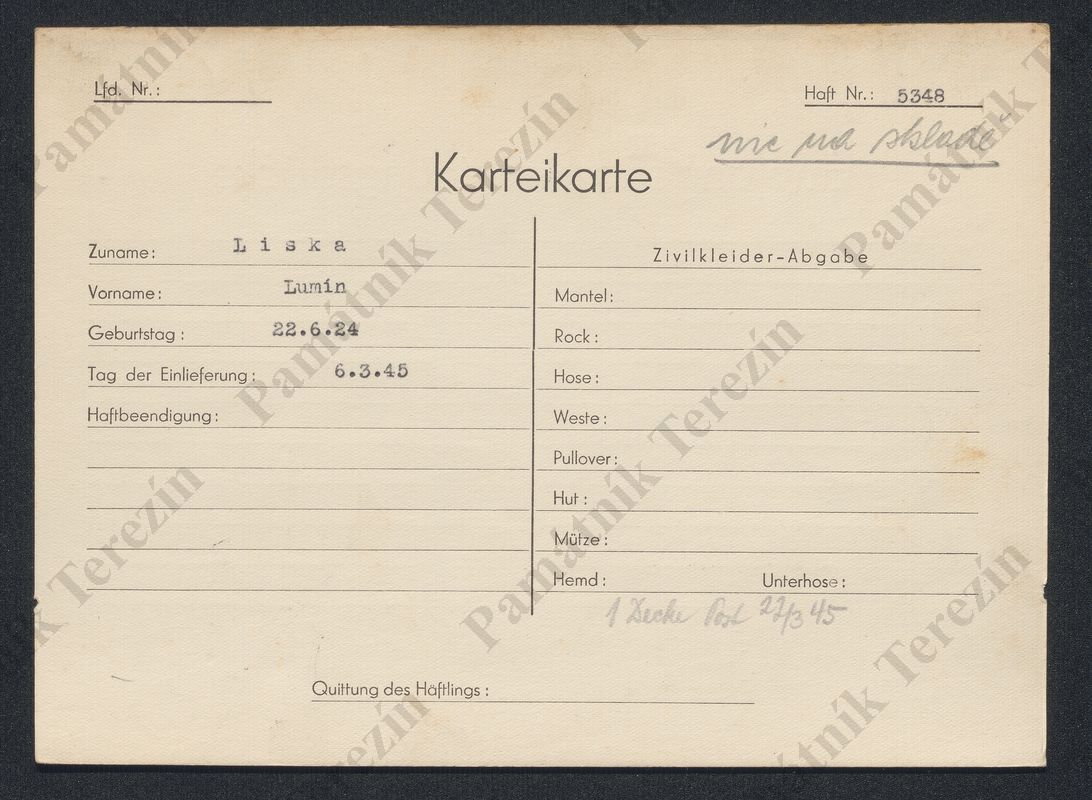 Lfd. Nr.:
Haft Nr.: 5348
nic na skladě
Karteikarte
Zuname: Liska
Vorname: Lumín
Geburtstag: 22.6.24
Tag der Einlieferung: 6.3.45
Haftbeendigung:
Zivilkleider-Abgabe
Mantel:
Rock:
Hose:
Weste:
Pullover:
Hut:
Mütze:
Hemd: Unterhose:
1 Decke Post 22/3 45
Quittung des Häftlings:
Památník Terezín